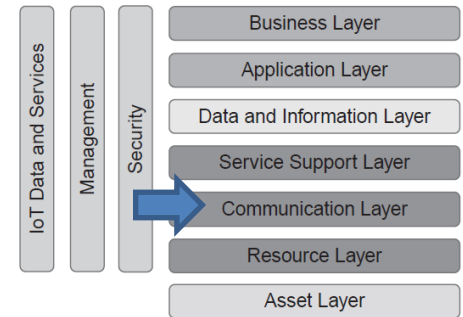 IoT Data and Services
Management
Security
Business Layer
Application Layer
Data and Information Layer
Service Support Layer
Communication Layer
Resource Layer
Asset Layer